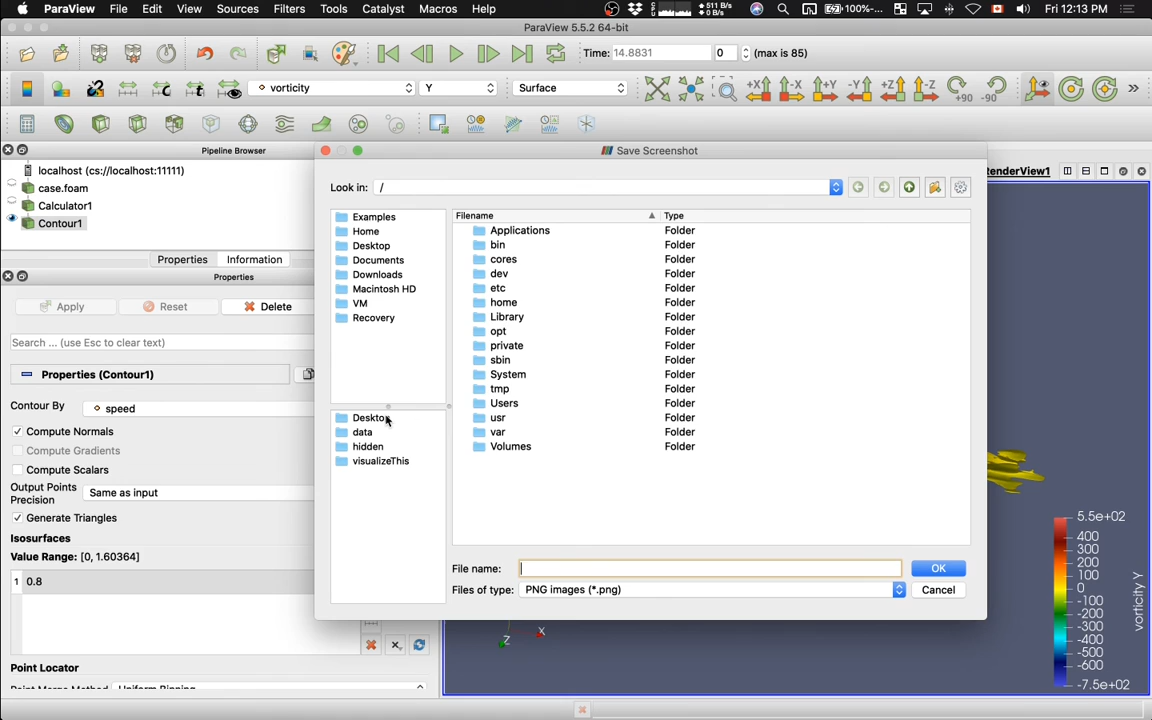 ParaView File Edit View Sources Filters Tools Catalyst Macros Help 511 B/s 0 B/s 100%... Fri 12:13 PM
ParaView 5.5.2 64-bit
Time: 14.8831 0 (max is 85)
vorticity Y Surface +X -X +Y -Y +Z -Z +90 -90 »
Pipeline Browser
localhost (cs://localhost:11111)
case.foam
Calculator1
Contour1
Properties Information
Properties
Apply Reset Delete
Search ... (use Esc to clear text)
Properties (Contour1)
Contour By speed
Compute Normals
Compute Gradients
Compute Scalars
Output Points Precision Same as input
Generate Triangles
Isosurfaces
Value Range: [0, 1.60364]
1 0.8
Point Locator
Save Screenshot
Look in: /
Examples
Home
Desktop
Documents
Downloads
Macintosh HD
VM
Recovery
Desktop
data
hidden
visualizeThis
Filename Type
Applications Folder
bin Folder
cores Folder
dev Folder
etc Folder
home Folder
Library Folder
opt Folder
private Folder
sbin Folder
System Folder
tmp Folder
Users Folder
usr Folder
var Folder
Volumes Folder
File name: OK
Files of type: PNG images (*.png) Cancel
enderView1
5.5e+02
400
300
200
100
0
-100
-200
-300
-400
-500
-600
-7.5e+02
vorticity Y
Z X